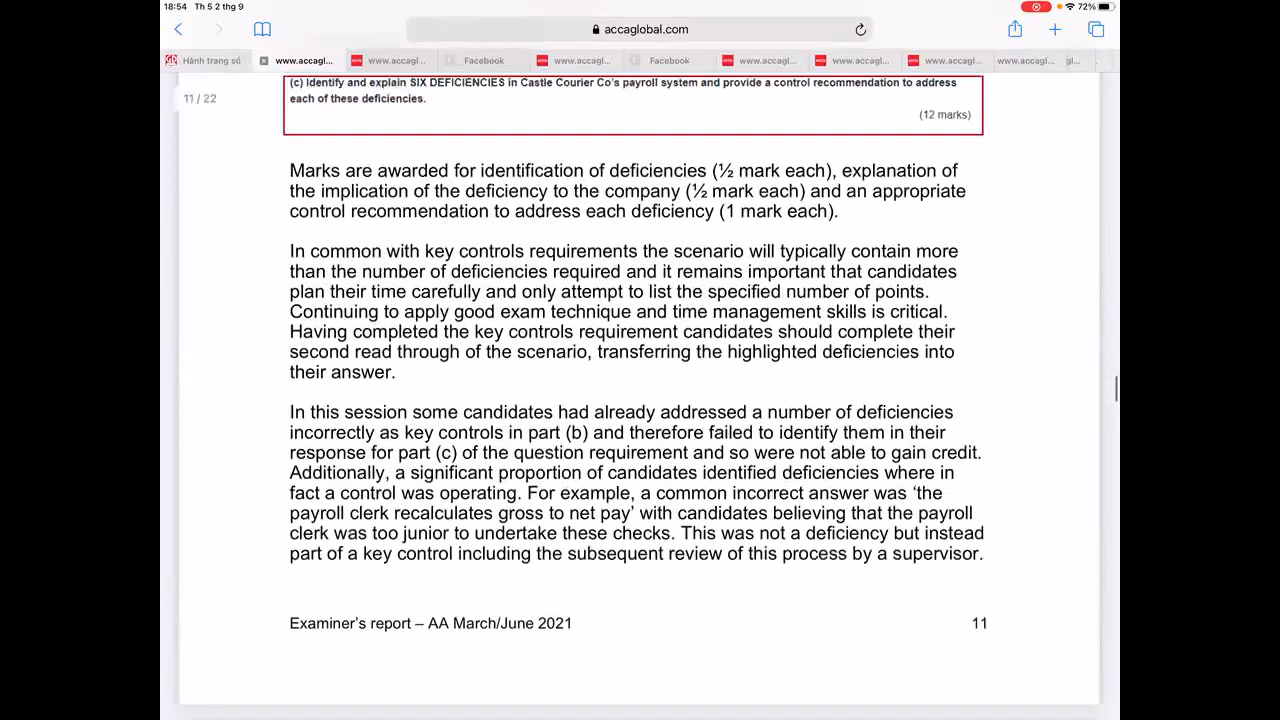 18:54 Th 5 2 thg 9
72%
accaglobal.com
Hành trang số
www.accagl...
www.accagl...
Facebook
www.accagl...
Facebook
www.accagl...
www.accagl...
www.accagl...
www.accagl...
gl...
11 / 22
(c) Identify and explain SIX DEFICIENCIES in Castle Courier Co's payroll system and provide a control recommendation to address
each of these deficiencies.
(12 marks)
Marks are awarded for identification of deficiencies (½ mark each), explanation of
the implication of the deficiency to the company (½ mark each) and an appropriate
control recommendation to address each deficiency (1 mark each).
In common with key controls requirements the scenario will typically contain more
than the number of deficiencies required and it remains important that candidates
plan their time carefully and only attempt to list the specified number of points.
Continuing to apply good exam technique and time management skills is critical.
Having completed the key controls requirement candidates should complete their
second read through of the scenario, transferring the highlighted deficiencies into
their answer.
In this session some candidates had already addressed a number of deficiencies
incorrectly as key controls in part (b) and therefore failed to identify them in their
response for part (c) of the question requirement and so were not able to gain credit.
Additionally, a significant proportion of candidates identified deficiencies where in
fact a control was operating. For example, a common incorrect answer was ‘the
payroll clerk recalculates gross to net pay’ with candidates believing that the payroll
clerk was too junior to undertake these checks. This was not a deficiency but instead
part of a key control including the subsequent review of this process by a supervisor.
Examiner’s report – AA March/June 2021
11